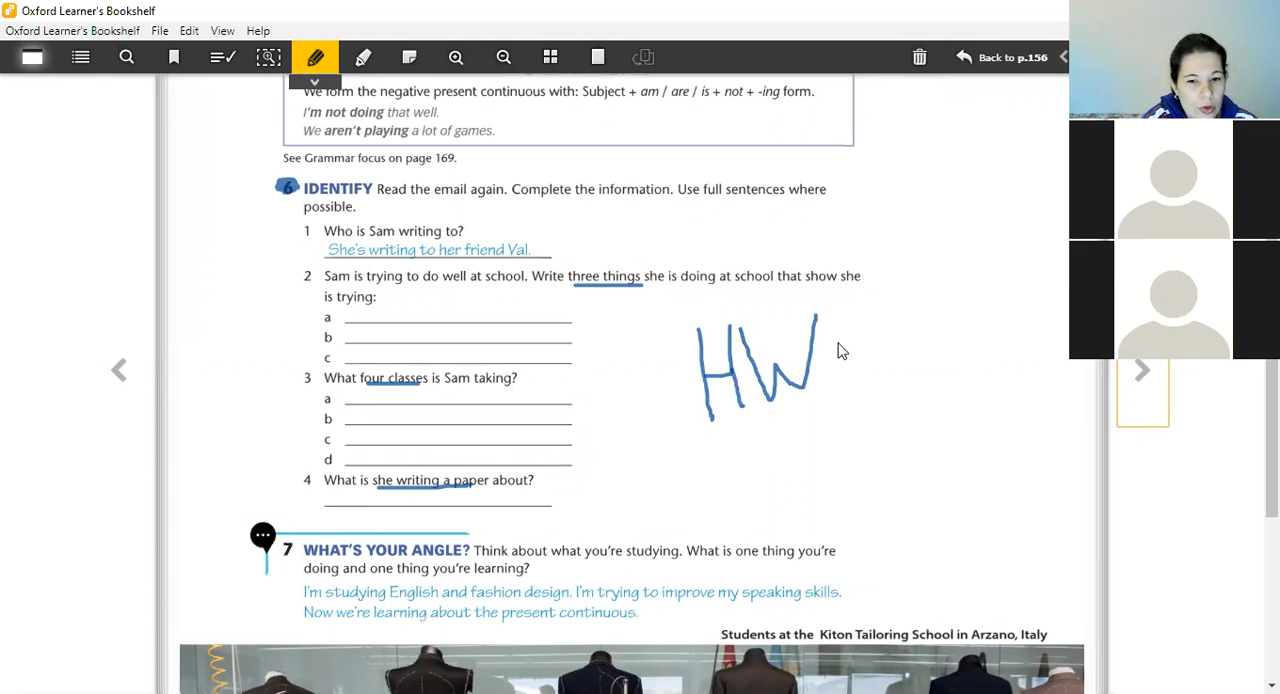 Oxford Learner's Bookshelf
Oxford Learner's Bookshelf File Edit View Help
Back to p.156
We form the negative present continuous with: Subject + am / are / is + not + -ing form.
I'm not doing that well.
We aren't playing a lot of games.
See Grammar focus on page 169.
6 IDENTIFY Read the email again. Complete the information. Use full sentences where
possible.
1 Who is Sam writing to?
She's writing to her friend Val.
2 Sam is trying to do well at school. Write three things she is doing at school that show she
is trying:
a
b
c
HW
3 What four classes is Sam taking?
a
b
c
d
4 What is she writing a paper about?
7 WHAT'S YOUR ANGLE? Think about what you're studying. What is one thing you're
doing and one thing you're learning?
I'm studying English and fashion design. I'm trying to improve my speaking skills.
Now we're learning about the present continuous.
Students at the Kiton Tailoring School in Arzano, Italy